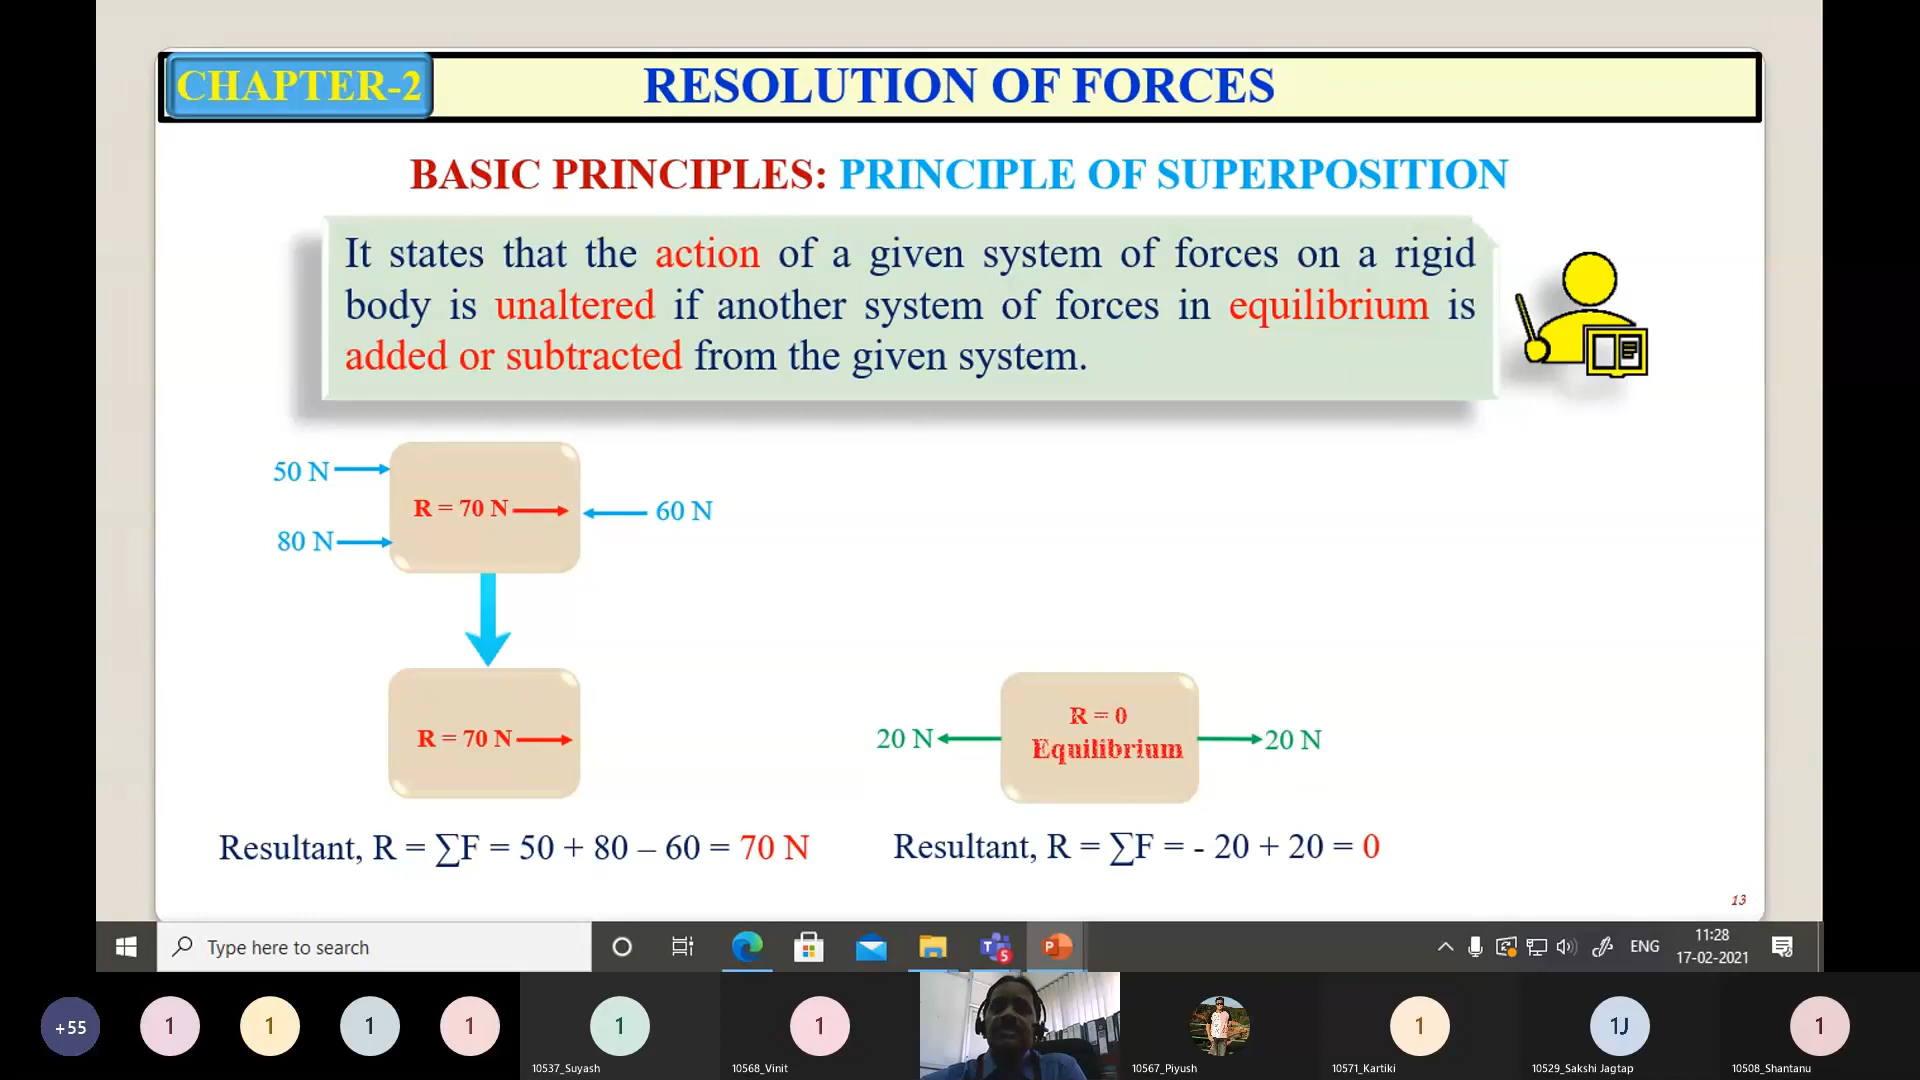 CHAPTER-2
RESOLUTION OF FORCES
BASIC PRINCIPLES: PRINCIPLE OF SUPERPOSITION
It states that the action of a given system of forces on a rigid
body is unaltered if another system of forces in equilibrium is
added or subtracted from the given system.
50 N
R = 70 N
60 N
80 N
R = 70 N
20 N
R = 0
Equilibrium
20 N
Resultant, R = ∑F = 50 + 80 – 60 = 70 N
Resultant, R = ∑F = - 20 + 20 = 0
13
Type here to search
ENG
11:28
17-02-2021
+55
1
1
1
1
1
1
1
1J
1
10537_Suyash
10568_Vinit
10567_Piyush
10571_Kartiki
10529_Sakshi Jagtap
10508_Shantanu